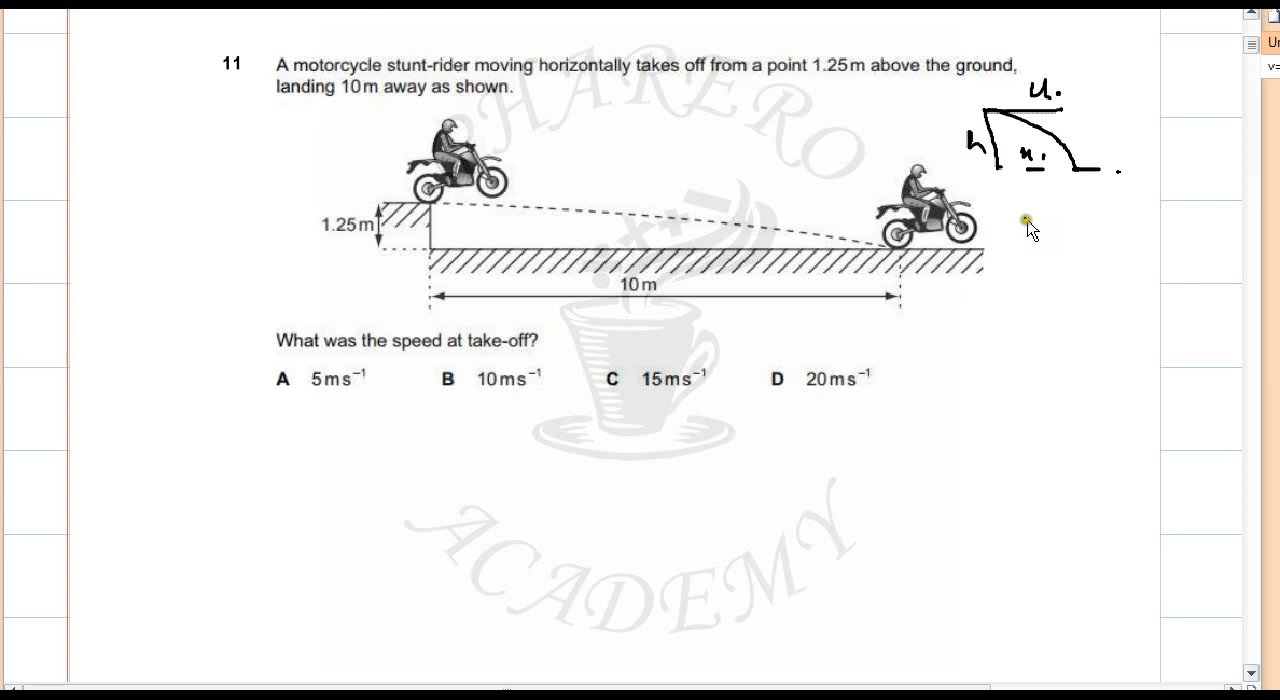 11 A motorcycle stunt-rider moving horizontally takes off from a point 1.25 m above the ground,
landing 10 m away as shown.
u.
h
x.
1.25 m
10 m
What was the speed at take-off?
A 5 m s⁻¹ B 10 m s⁻¹ C 15 m s⁻¹ D 20 m s⁻¹
PHARERO
ACADEMY